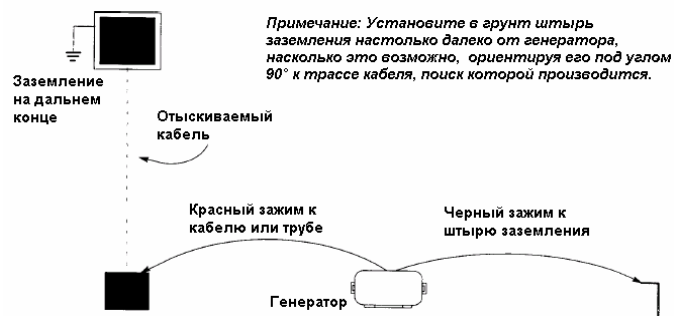 Примечание: Установите в грунт штырь
заземления настолько далеко от генератора,
насколько это возможно, ориентируя его под углом
90° к трассе кабеля, поиск которой производится.
Заземление
на дальнем
конце
Отыскиваемый
кабель
Красный зажим к
кабелю или трубе
Черный зажим к
штырю заземления
Генератор